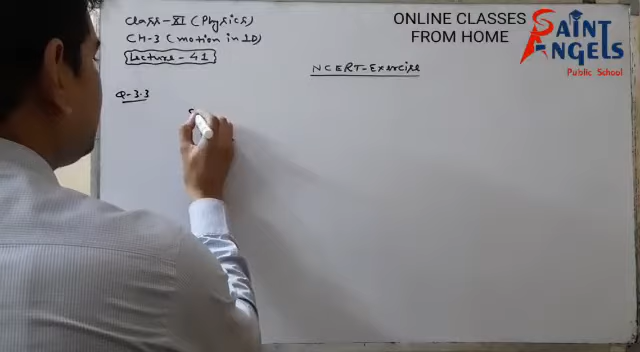 Class-XI (Physics)
CH-3 (motion in 1D)
Lecture - 41
NCERT-Exercise
Q-3.3
ONLINE CLASSES
FROM HOME
SAINT
ANGELS
Public School